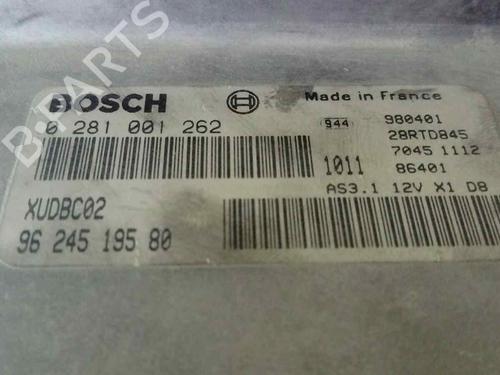 B-PARTS
BOSCH
Made in France
0 281 001 262
944
980401
28RTD845
7045 1112
1011
86401
AS3.1 12V X1 D8
XUDBC02
96 245 195 80